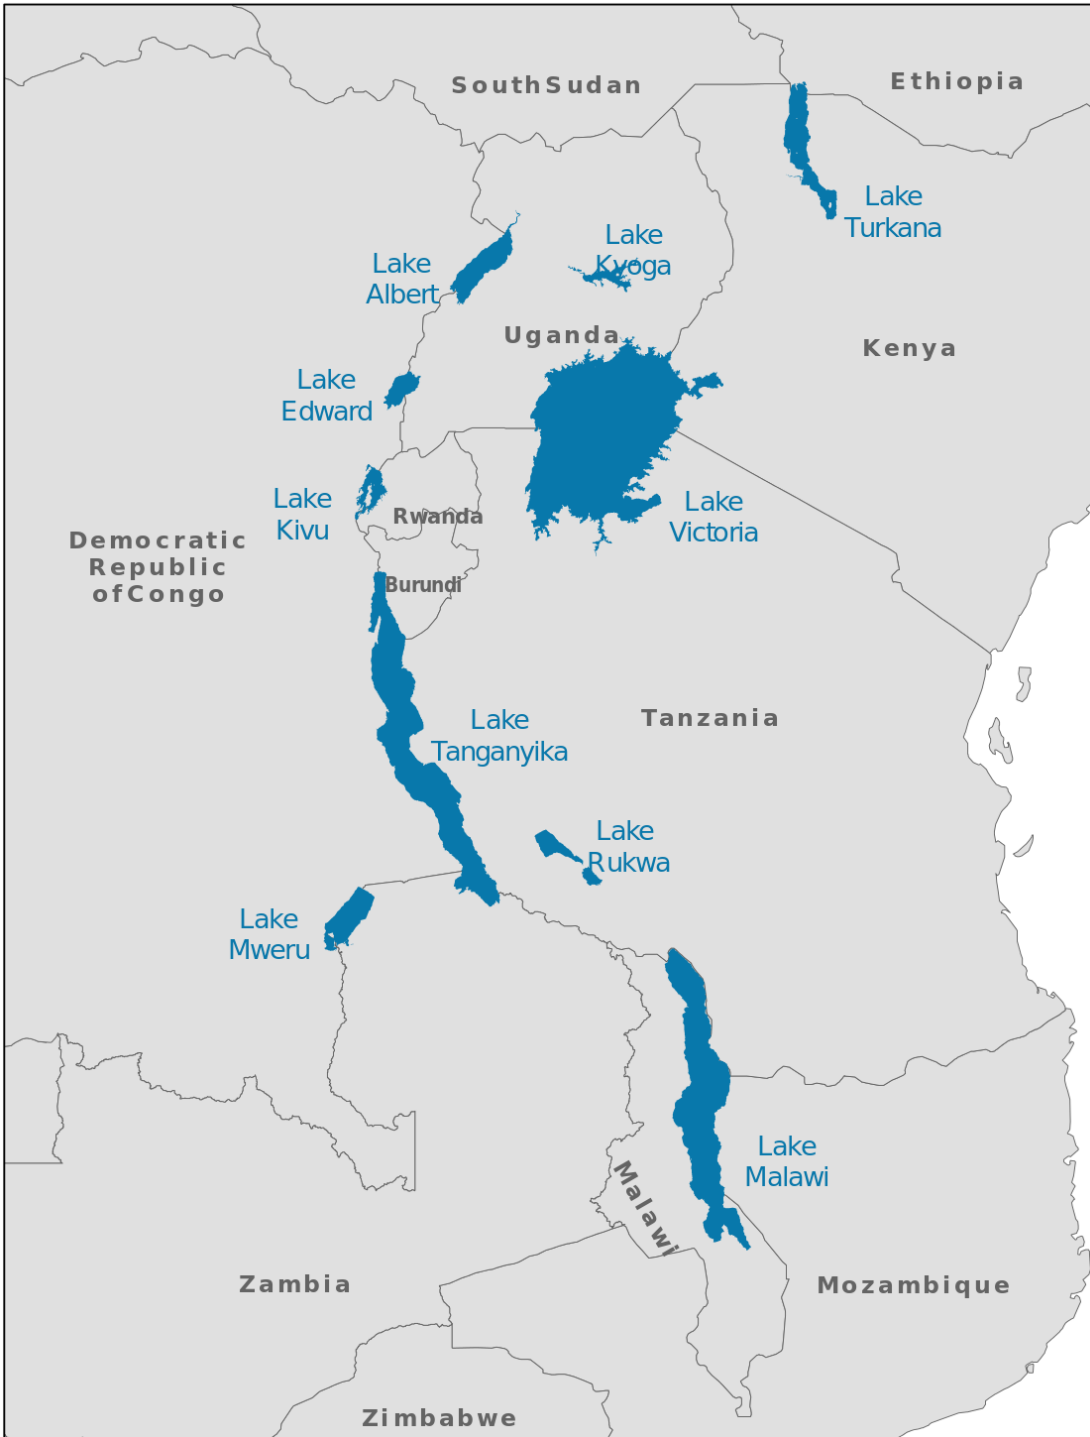 SouthSudan
Ethiopia
Lake
Turkana
Lake
Kyoga
Lake
Albert
Uganda
Kenya
Lake
Edward
Lake
Kivu
Rwanda
Lake
Victoria
Democratic
Republic
ofCongo
Burundi
Lake
Tanganyika
Tanzania
Lake
Rukwa
Lake
Mweru
Lake
Malawi
Malawi
Zambia
Mozambique
Zimbabwe